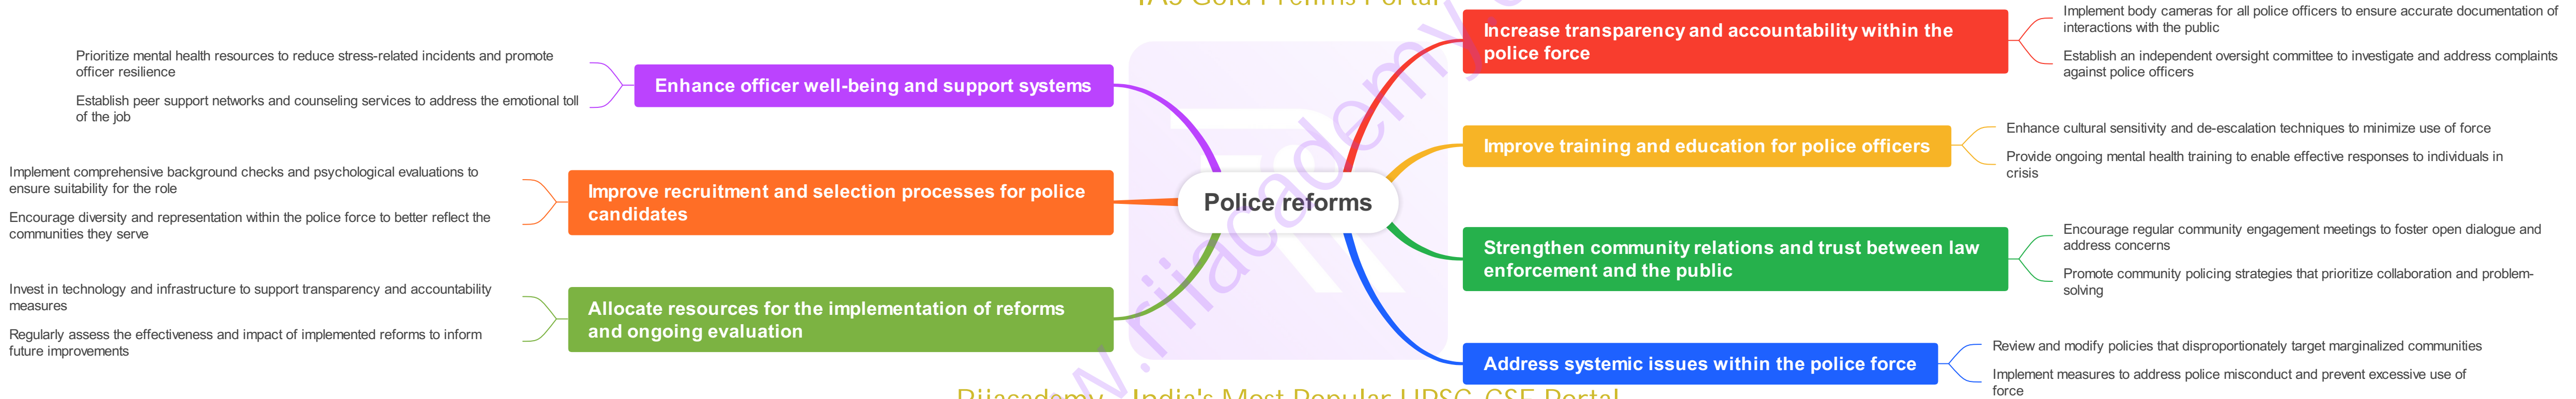 IAS Gold Prelims Portal
Increase transparency and accountability within the
police force
Implement body cameras for all police officers to ensure accurate documentation of
interactions with the public
Establish an independent oversight committee to investigate and address complaints
against police officers
Improve training and education for police officers
Enhance cultural sensitivity and de-escalation techniques to minimize use of force
Provide ongoing mental health training to enable effective responses to individuals in
crisis
Strengthen community relations and trust between law
enforcement and the public
Encourage regular community engagement meetings to foster open dialogue and
address concerns
Promote community policing strategies that prioritize collaboration and problem-
solving
Address systemic issues within the police force
Review and modify policies that disproportionately target marginalized communities
Implement measures to address police misconduct and prevent excessive use of
force
Police reforms
Enhance officer well-being and support systems
Prioritize mental health resources to reduce stress-related incidents and promote
officer resilience
Establish peer support networks and counseling services to address the emotional toll
of the job
Improve recruitment and selection processes for police
candidates
Implement comprehensive background checks and psychological evaluations to
ensure suitability for the role
Encourage diversity and representation within the police force to better reflect the
communities they serve
Allocate resources for the implementation of reforms
and ongoing evaluation
Invest in technology and infrastructure to support transparency and accountability
measures
Regularly assess the effectiveness and impact of implemented reforms to inform
future improvements
w.rijacademy.
Rijacademy - India's Most Popular UPSC-CSE Portal